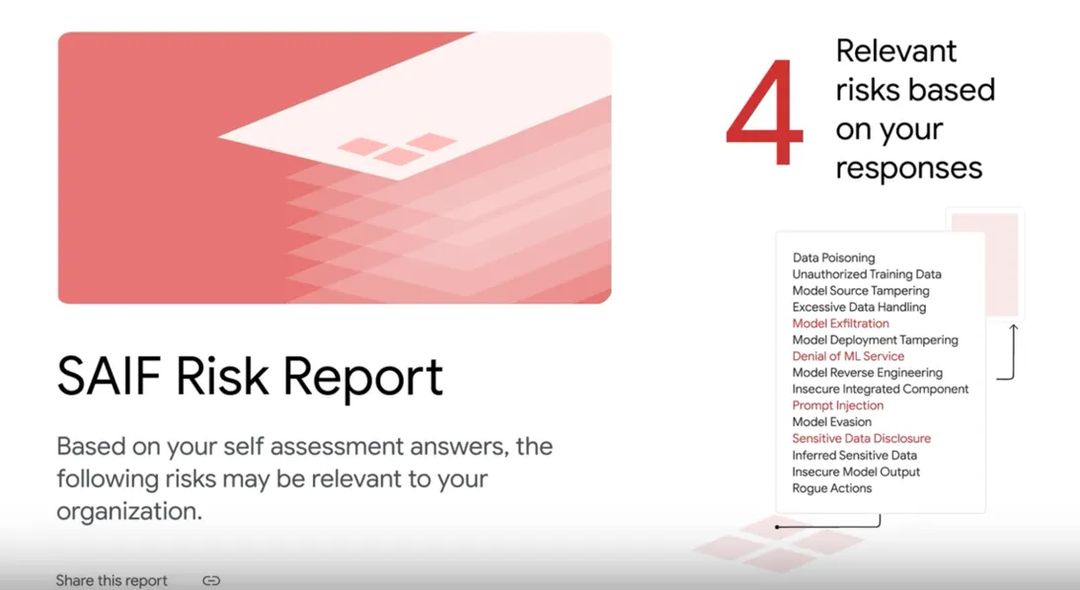 4
Relevant
risks based
on your
responses
Data Poisoning
Unauthorized Training Data
Model Source Tampering
Excessive Data Handling
Model Exfiltration
Model Deployment Tampering
Denial of ML Service
Model Reverse Engineering
Insecure Integrated Component
Prompt Injection
Model Evasion
Sensitive Data Disclosure
Inferred Sensitive Data
Insecure Model Output
Rogue Actions
SAIF Risk Report
Based on your self assessment answers, the
following risks may be relevant to your
organization.
Share this report